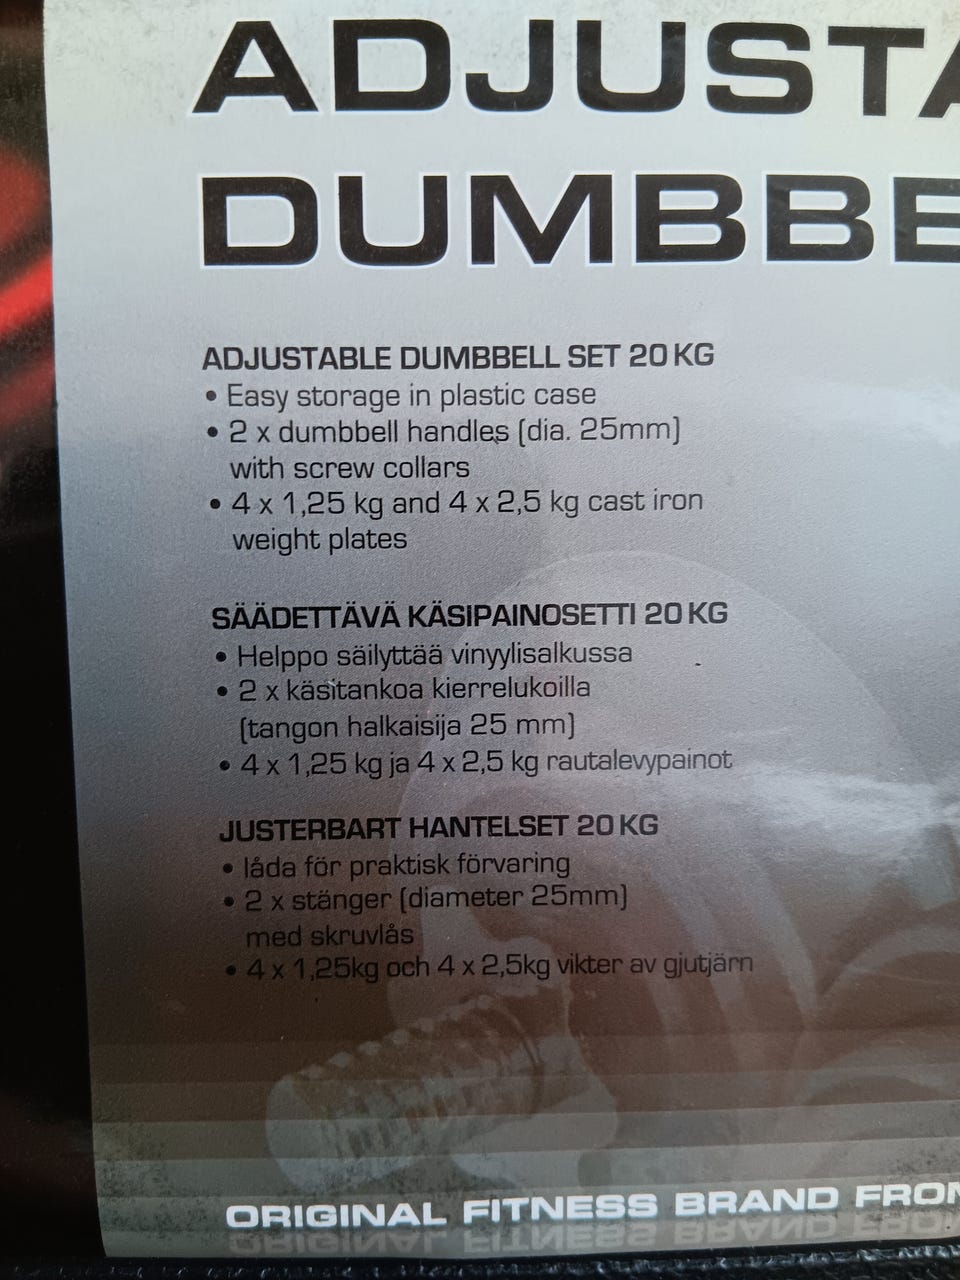 ADJUSTA
DUMBBE
ADJUSTABLE DUMBBELL SET 20 KG
• Easy storage in plastic case
• 2 x dumbbell handles (dia. 25mm)
with screw collars
• 4 x 1,25 kg and 4 x 2,5 kg cast iron
weight plates
SÄÄDETTÄVÄ KÄSIPAINOSETTI 20 KG
• Helppo säilyttää vinyylisalkussa
• 2 x käsitankoa kierrelukoilla
(tangon halkaisija 25 mm)
• 4 x 1,25 kg ja 4 x 2,5 kg rautalevypainot
JUSTERBART HANTELSET 20 KG
• låda för praktisk förvaring
• 2 x stänger (diameter 25mm)
med skruvlås
• 4 x 1,25kg och 4 x 2,5kg vikter av gjutjärn
ORIGINAL FITNESS BRAND FROM